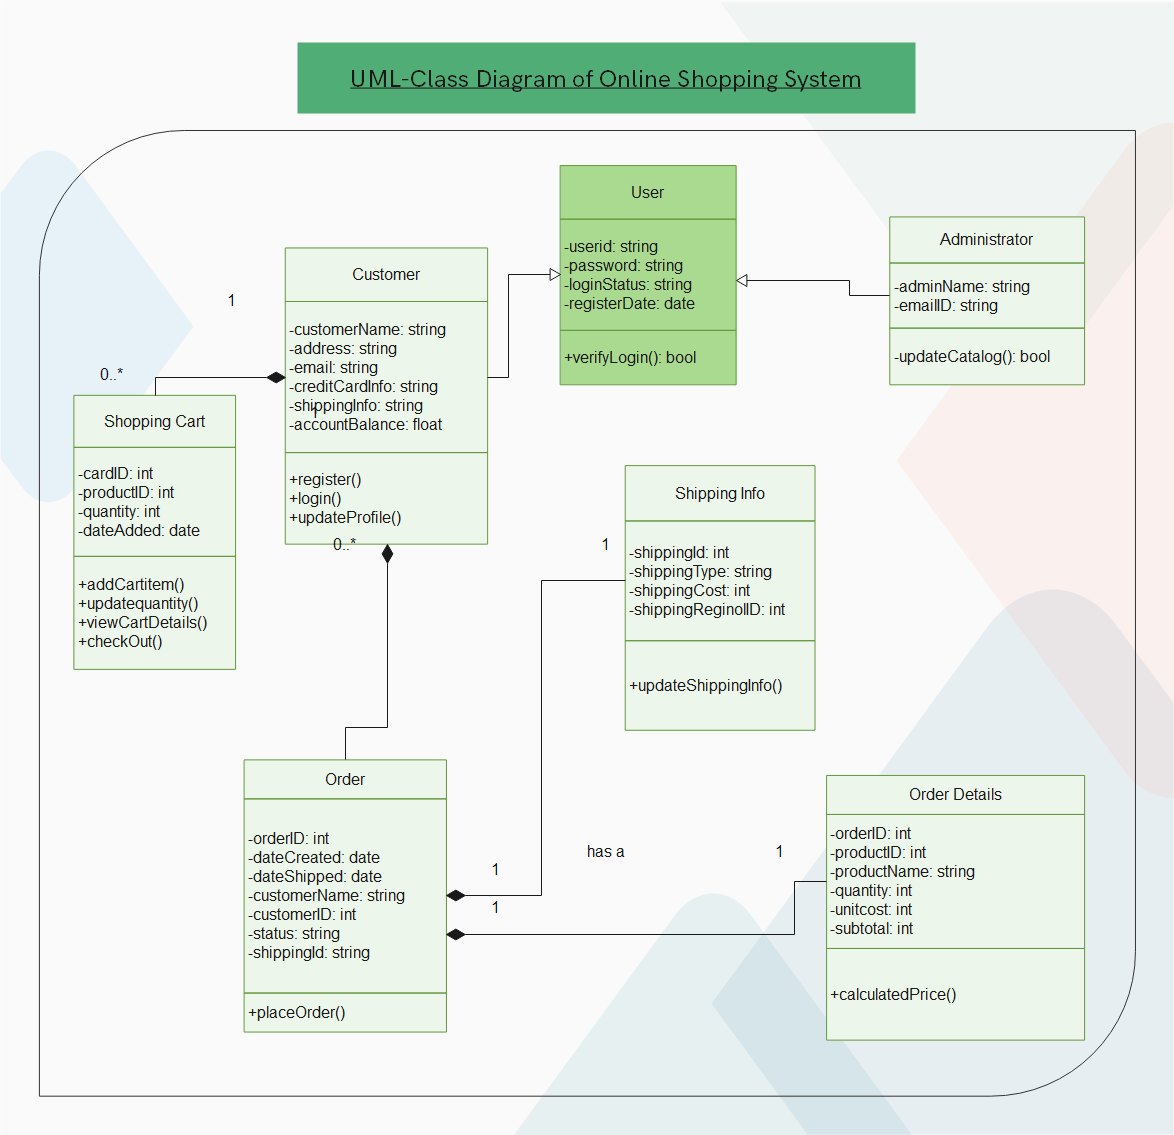 UML-Class Diagram of Online Shopping System
User
-userid: string
-password: string
-loginStatus: string
-registerDate: date
+verifyLogin(): bool
Administrator
-adminName: string
-emailID: string
-updateCatalog(): bool
Customer
-customerName: string
-address: string
-email: string
-creditCardInfo: string
-shippingInfo: string
-accountBalance: float
+register()
+login()
+updateProfile()
1
0..*
1
0..*
Shopping Cart
-cardID: int
-productID: int
-quantity: int
-dateAdded: date
+addCartitem()
+updatequantity()
+viewCartDetails()
+checkOut()
Shipping Info
-shippingId: int
-shippingType: string
-shippingCost: int
-shippingReginolID: int
+updateShippingInfo()
1
Order
-orderID: int
-dateCreated: date
-dateShipped: date
-customerName: string
-customerID: int
-status: string
-shippingId: string
+placeOrder()
1
1
has a
1
Order Details
-orderID: int
-productID: int
-productName: string
-quantity: int
-unitcost: int
-subtotal: int
+calculatedPrice()